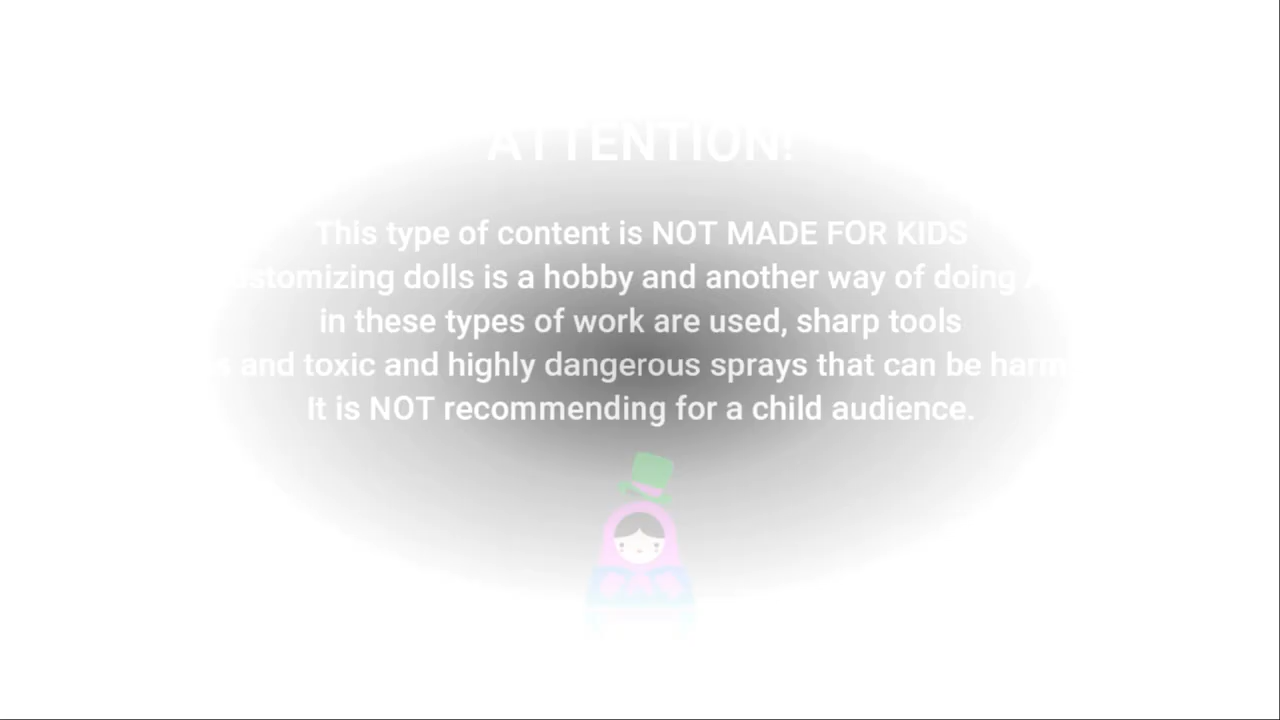 ATTENTION!
This type of content is NOT MADE FOR KIDS
customizing dolls is a hobby and another way of doing
in these types of work are used, sharp tools
and toxic and highly dangerous sprays that can be
It is NOT recommending for a child audience.